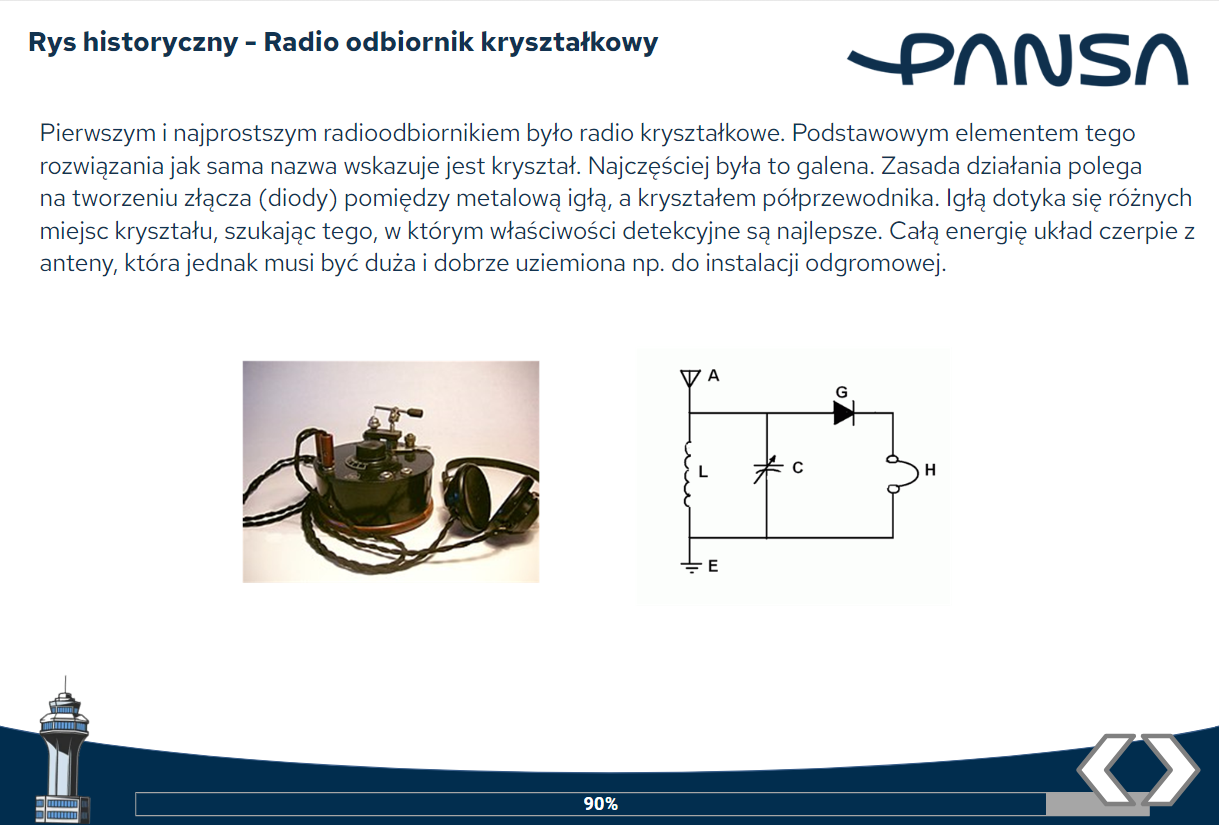 Rys historyczny - Radio odbiornik kryształkowy
PANSA
Pierwszym i najprostszym radioodbiornikiem było radio kryształkowe. Podstawowym elementem tego
rozwiązania jak sama nazwa wskazuje jest kryształ. Najczęściej była to galena. Zasada działania polega
na tworzeniu złącza (diody) pomiędzy metalową igłą, a kryształem półprzewodnika. Igłą dotyka się różnych
miejsc kryształu, szukając tego, w którym właściwości detekcyjne są najlepsze. Całą energię układ czerpie z
anteny, która jednak musi być duża i dobrze uziemiona np. do instalacji odgromowej.
A
G
L
C
H
E
90%